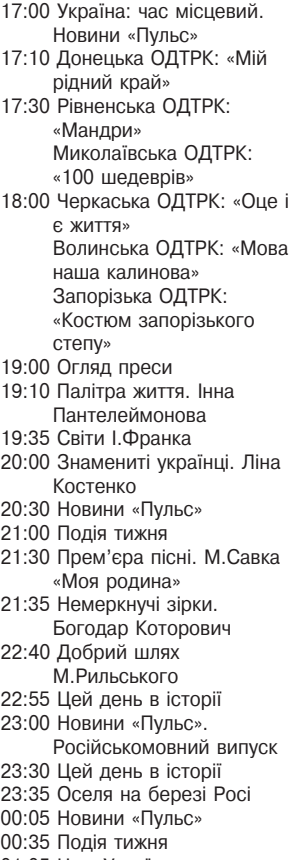 17:00 Україна: час місцевий.
Новини «Пульс»
17:10 Донецька ОДТРК: «Мій
рідний край»
17:30 Рівненська ОДТРК:
«Мандри»
Миколаївська ОДТРК:
«100 шедеврів»
18:00 Черкаська ОДТРК: «Оце і
є життя»
Волинська ОДТРК: «Мова
наша калинова»
Запорізька ОДТРК:
«Костюм запорізького
степу»
19:00 Огляд преси
19:10 Палітра життя. Інна
Пантелеймонова
19:35 Світи І.Франка
20:00 Знамениті українці. Ліна
Костенко
20:30 Новини «Пульс»
21:00 Подія тижня
21:30 Прем’єра пісні. М.Савка
«Моя родина»
21:35 Немеркнучі зірки.
Богодар Которович
22:40 Добрий шлях
М.Рильського
22:55 Цей день в історії
23:00 Новини «Пульс».
Російськомовний випуск
23:30 Цей день в історії
23:35 Оселя на березі Росі
00:05 Новини «Пульс»
00:35 Подія тижня